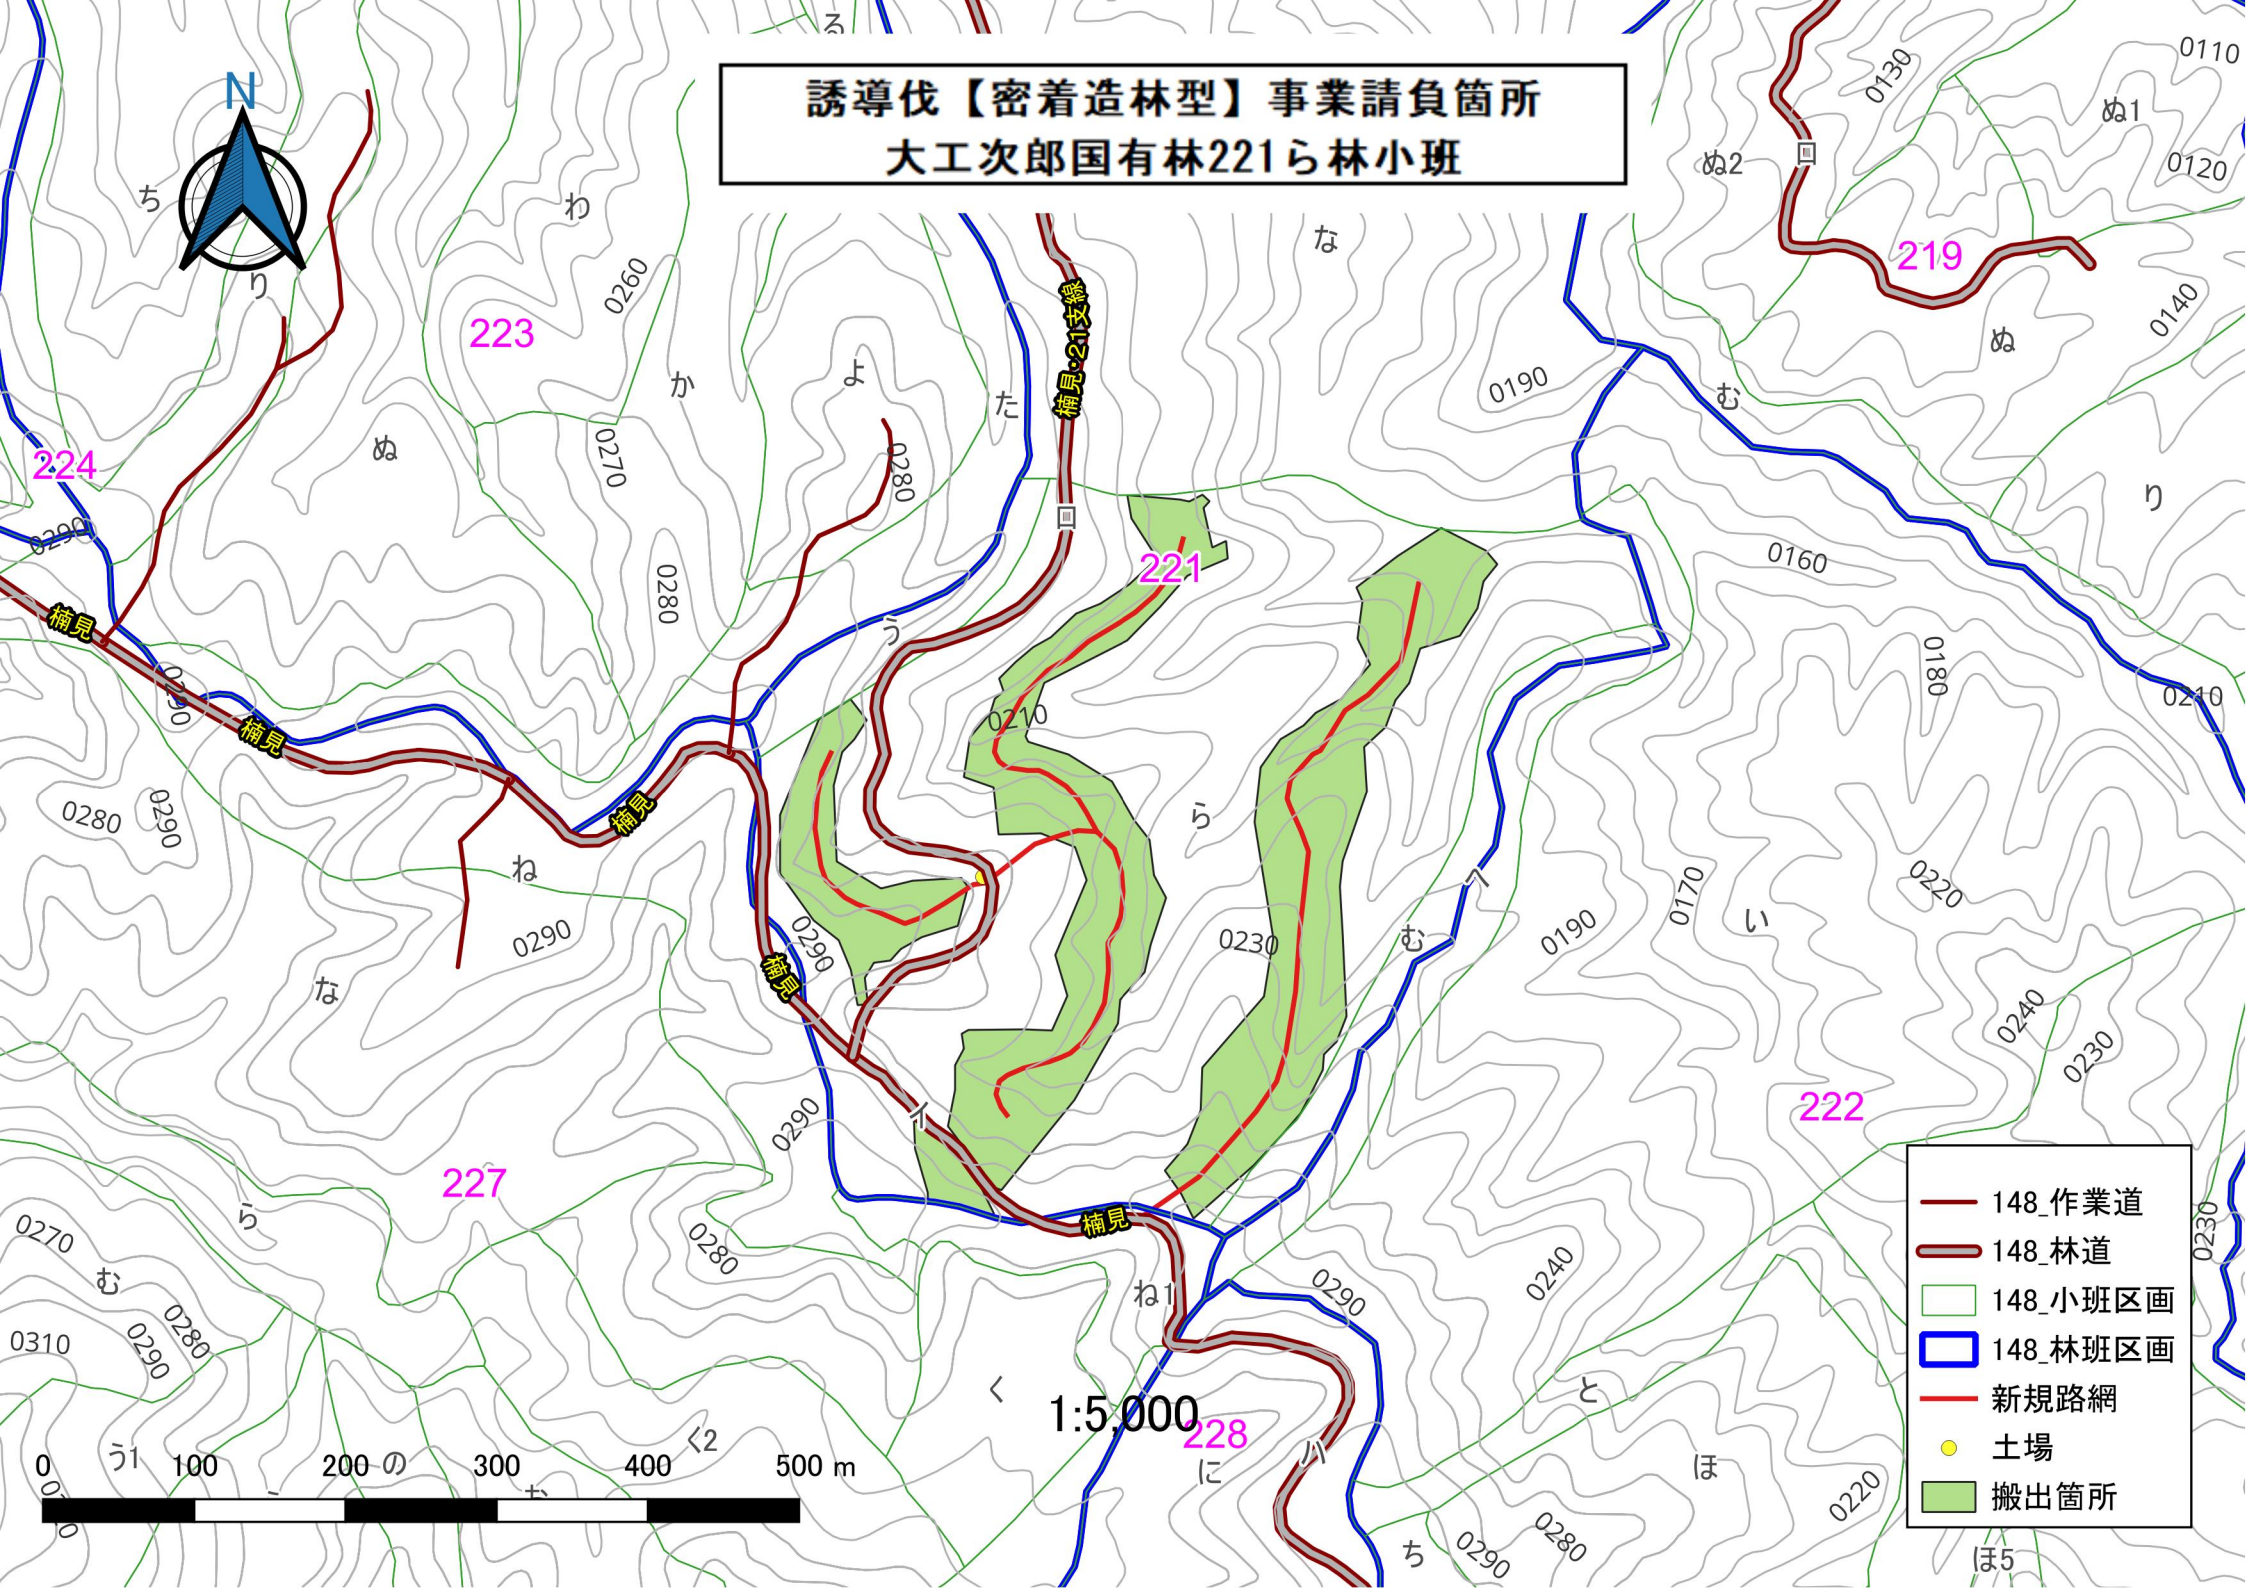 誘導伐【密着造林型】事業請負箇所
大工次郎国有林221ら林小班
N
る
0110
0130
ぬ1
ぬ2
ロ
0120
ち
わ
な
り
0260
219
223
楠見・21支線
0140
ぬ
か
よ
た
0190
む
ぬ
0270
224
0280
り
0290
ロ
0160
221
0280
楠見
う
0180
0290
0210
0210
楠見
0280
0290
楠見
ら
ね
0220
へ
0170
い
0290
0290
0230
む
0190
楠見
な
0240
0230
イ
0290
222
227
ら
0270
む
0280
楠見
0230
0240
ね1
0290
0310
0290
0280
と
く
1:5,000
228
に
ハ
く2
ほ
う1
の
0220
0 100 200 300 400 500 m
ち
0290
0280
ほ5
148_作業道
148_林道
148_小班区画
148_林班区画
新規路網
土場
搬出箇所